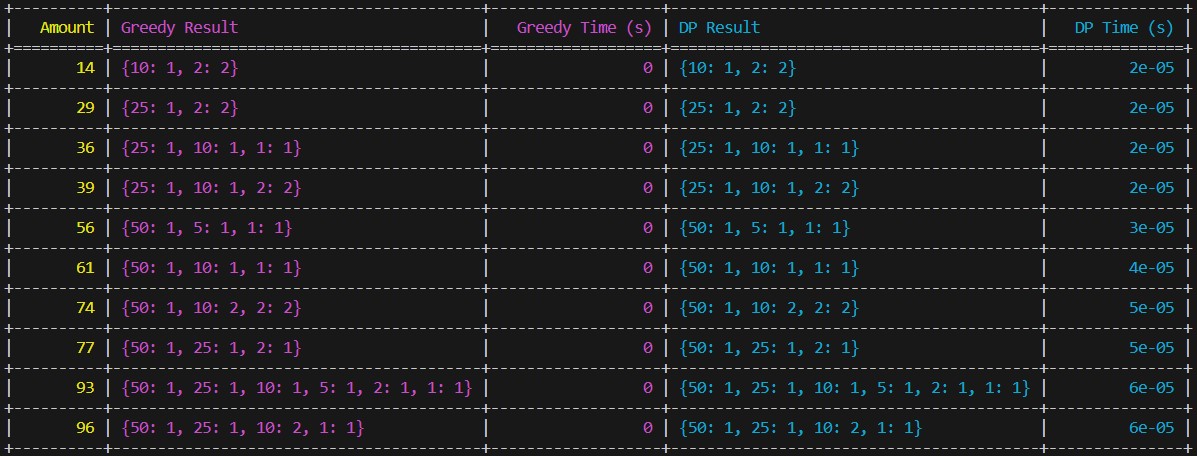 Amount | Greedy Result | Greedy Time (s) | DP Result | DP Time (s)
14 | {10: 1, 2: 2} | 0 | {10: 1, 2: 2} | 2e-05
29 | {25: 1, 2: 2} | 0 | {25: 1, 2: 2} | 2e-05
36 | {25: 1, 10: 1, 1: 1} | 0 | {25: 1, 10: 1, 1: 1} | 2e-05
39 | {25: 1, 10: 1, 2: 2} | 0 | {25: 1, 10: 1, 2: 2} | 2e-05
56 | {50: 1, 5: 1, 1: 1} | 0 | {50: 1, 5: 1, 1: 1} | 3e-05
61 | {50: 1, 10: 1, 1: 1} | 0 | {50: 1, 10: 1, 1: 1} | 4e-05
74 | {50: 1, 10: 2, 2: 2} | 0 | {50: 1, 10: 2, 2: 2} | 5e-05
77 | {50: 1, 25: 1, 2: 1} | 0 | {50: 1, 25: 1, 2: 1} | 5e-05
93 | {50: 1, 25: 1, 10: 1, 5: 1, 2: 1, 1: 1} | 0 | {50: 1, 25: 1, 10: 1, 5: 1, 2: 1, 1: 1} | 6e-05
96 | {50: 1, 25: 1, 10: 2, 1: 1} | 0 | {50: 1, 25: 1, 10: 2, 1: 1} | 6e-05